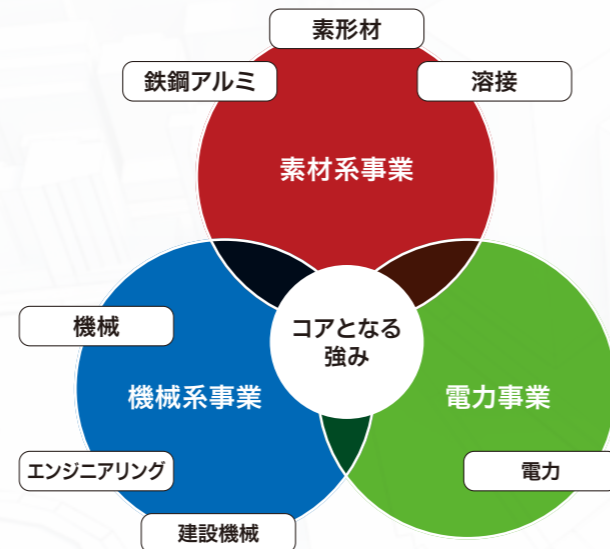 素形材
鉄鋼アルミ
溶接
素材系事業
機械
コアとなる
強み
機械系事業
電力事業
エンジニアリング
電力
建設機械